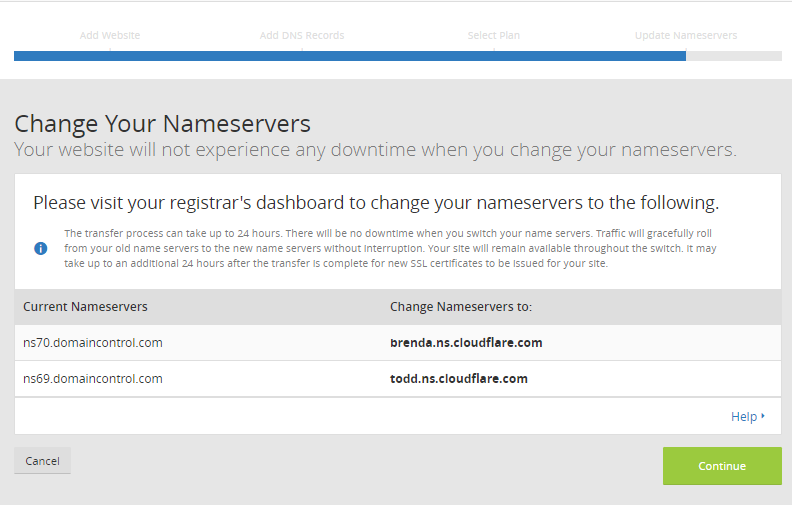 Add Website
Add DNS Records
Select Plan
Update Nameservers
Change Your Nameservers
Your website will not experience any downtime when you change your nameservers.
Please visit your registrar's dashboard to change your nameservers to the following.
The transfer process can take up to 24 hours. There will be no downtime when you switch your name servers. Traffic will gracefully roll
from your old name servers to the new name servers without interruption. Your site will remain available throughout the switch. It may
take up to an additional 24 hours after the transfer is complete for new SSL certificates to be issued for your site.
Current Nameservers
Change Nameservers to:
ns70.domaincontrol.com
brenda.ns.cloudflare.com
ns69.domaincontrol.com
todd.ns.cloudflare.com
Help
Cancel
Continue